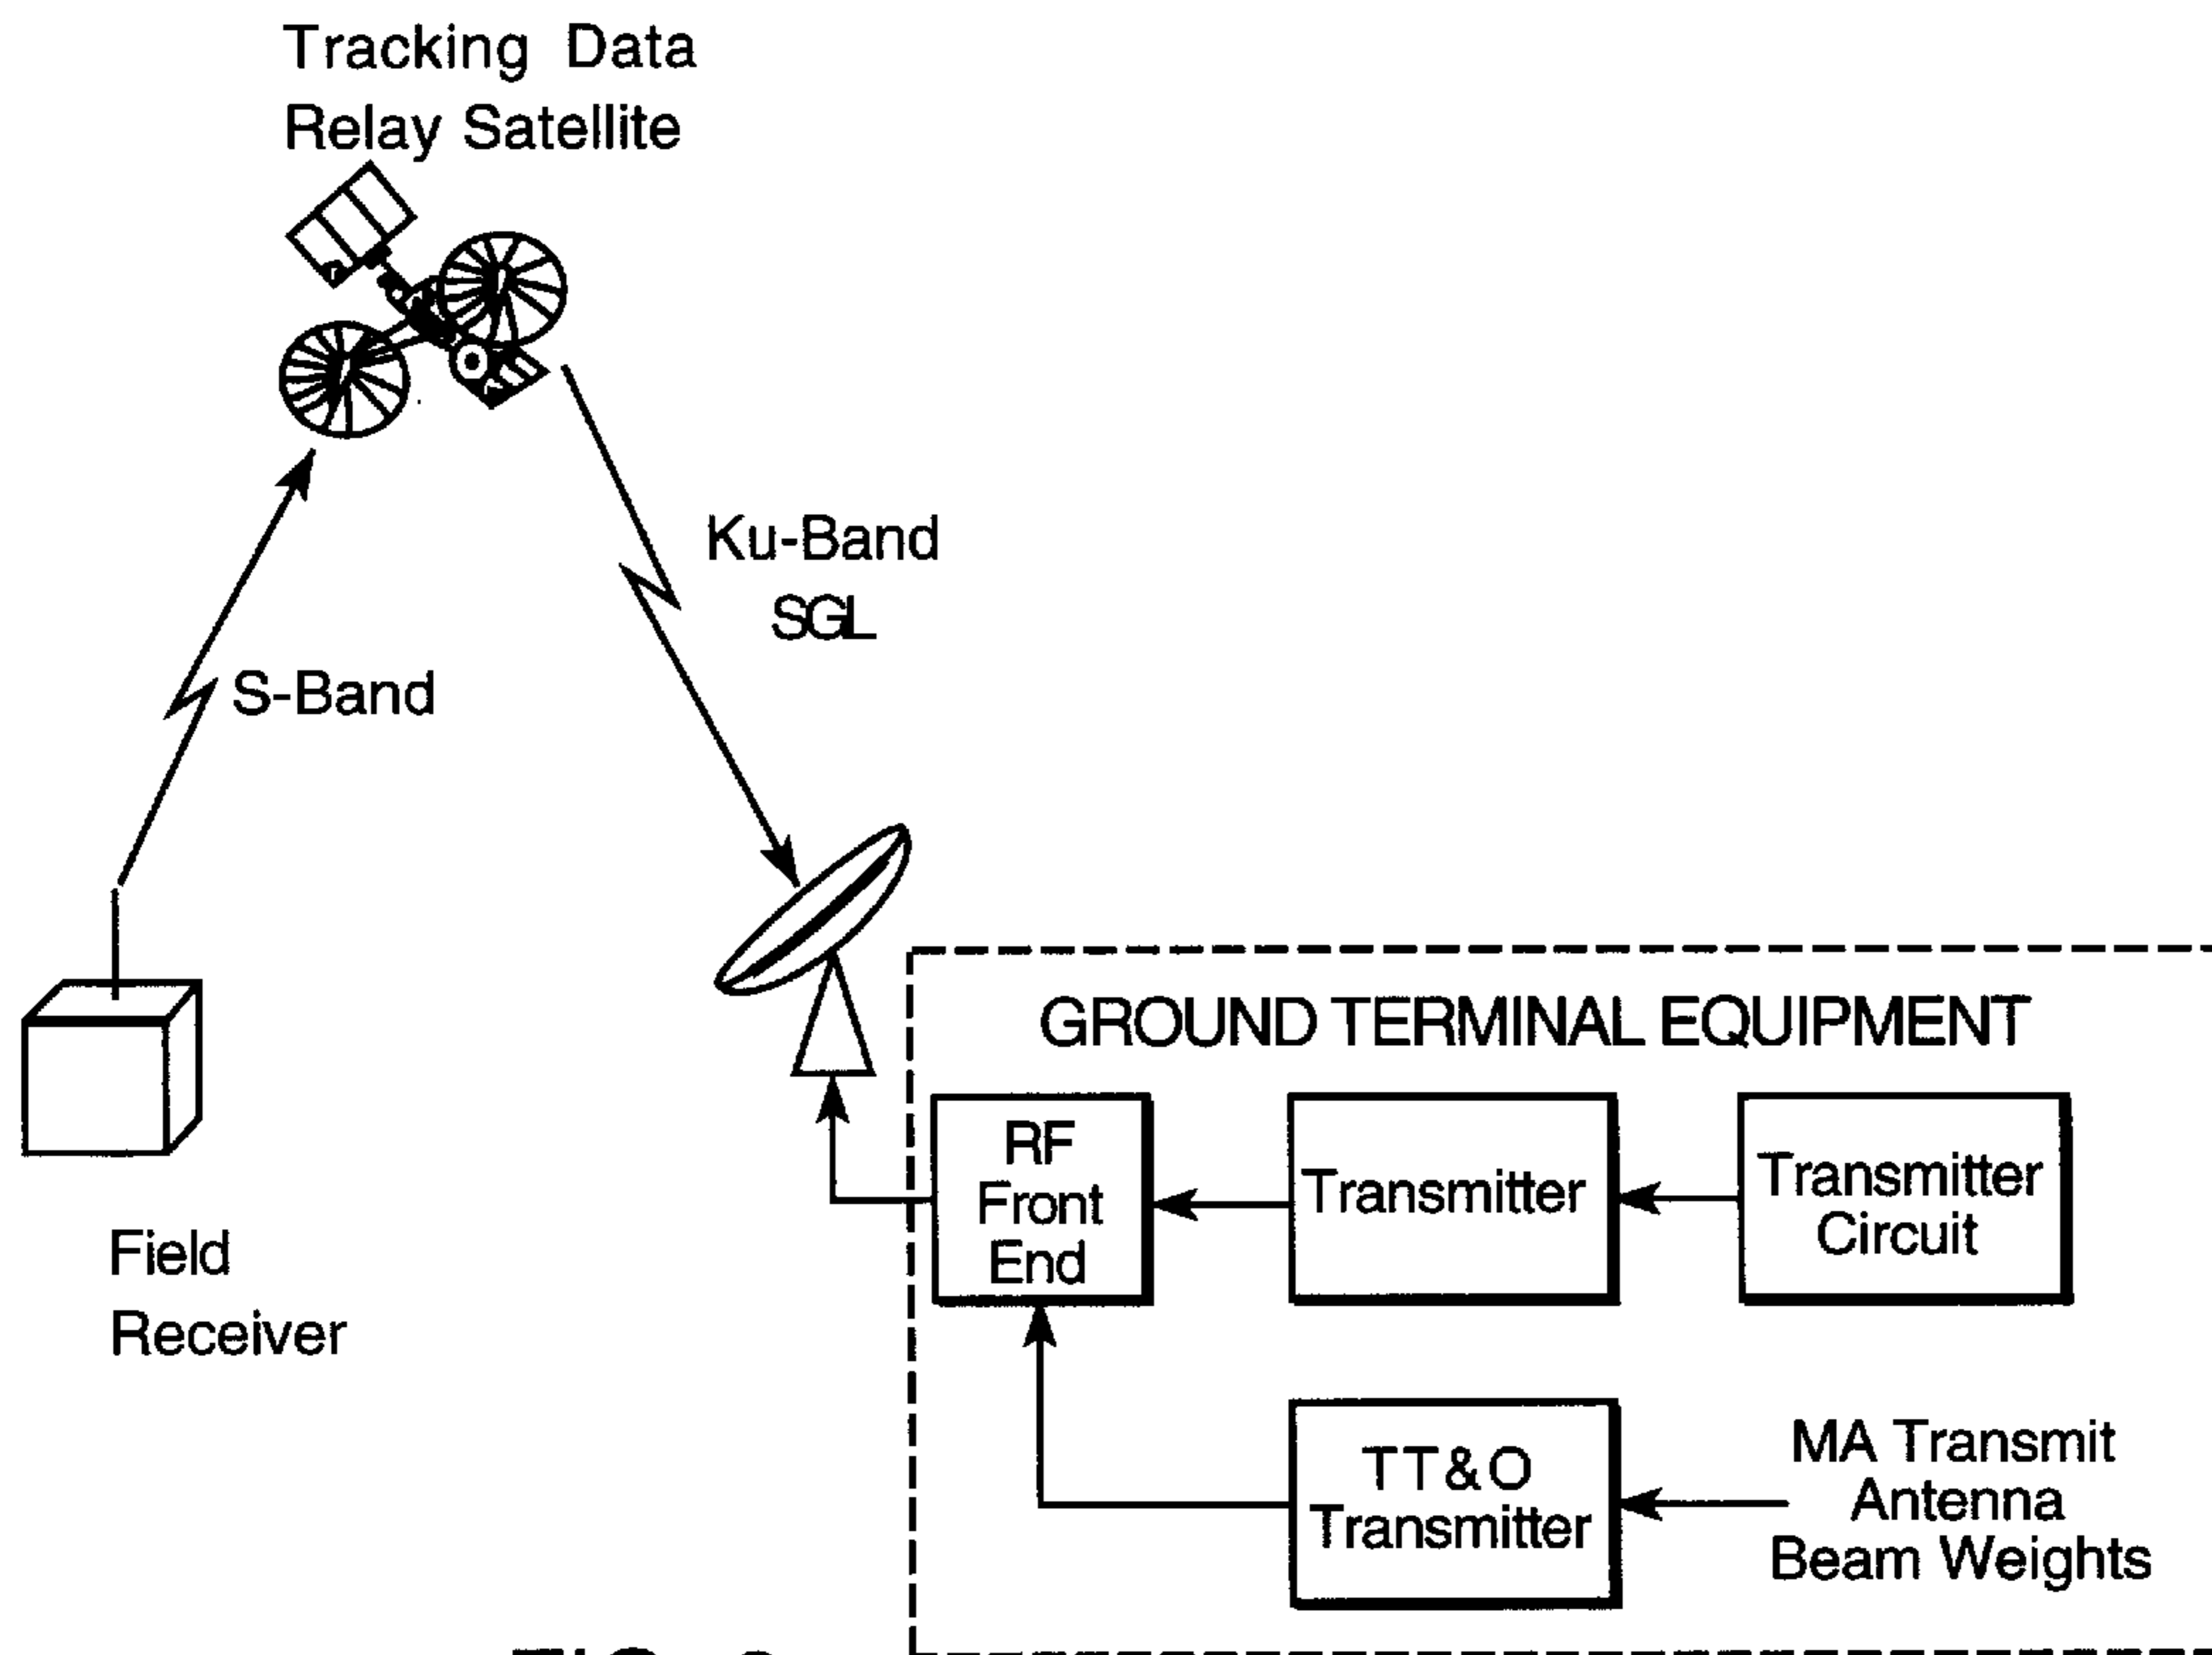 Tracking Data
Relay Satellite
Ku-Band
SGL
S-Band
GROUND TERMINAL EQUIPMENT
RF
Front
End
Transmitter
Transmitter
Circuit
Field
Receiver
TT&O
Transmitter
MA Transmit
Antenna
Beam Weights